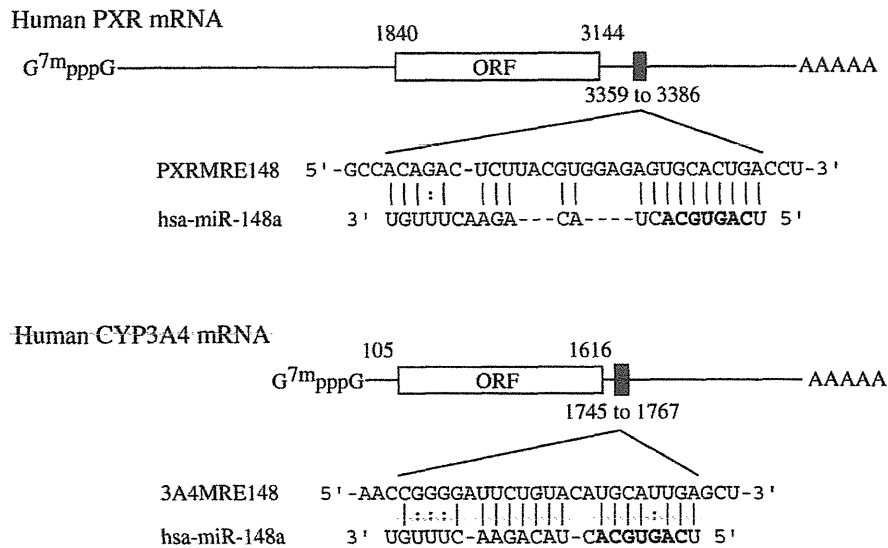 Human PXR mRNA
1840 3144
G7mpppG ORF AAAAA
3359 to 3386
PXRMRE148 5'-GCCACAGAC-UCUUACGUGGAGAGUGCACUGACCU-3'
hsa-miR-148a 3' UGUUUCAAGA---CA----UCACGUGACU 5'
Human CYP3A4 mRNA
105 1616
G7mpppG ORF AAAAA
1745 to 1767
3A4MRE148 5'-AACCGGGGAUUCUGUACAUGCAUUGAGCU-3'
hsa-miR-148a 3' UGUUUC-AAGACAU-CACGUGACU 5'